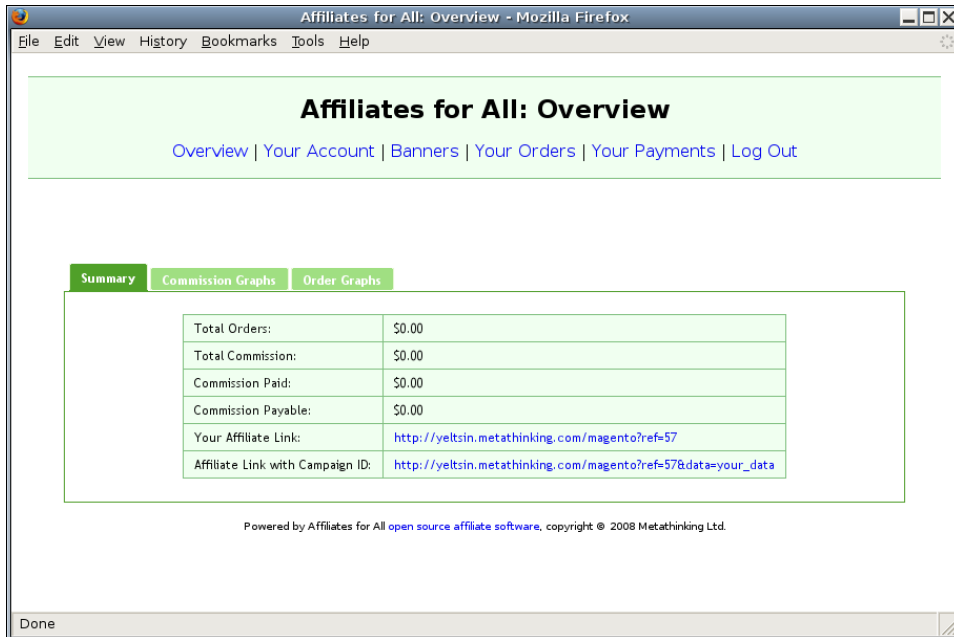 Affiliates for All: Overview - Mozilla Firefox
File Edit View History Bookmarks Tools Help
Affiliates for All: Overview
Overview | Your Account | Banners | Your Orders | Your Payments | Log Out
Summary Commission Graphs Order Graphs
Total Orders: $0.00
Total Commission: $0.00
Commission Paid: $0.00
Commission Payable: $0.00
Your Affiliate Link: http://yeltsin.metathinking.com/magento?ref=57
Affiliate Link with Campaign ID: http://yeltsin.metathinking.com/magento?ref=57&data=your_data
Powered by Affiliates for All open source affiliate software, copyright © 2008 Metathinking Ltd.
Done